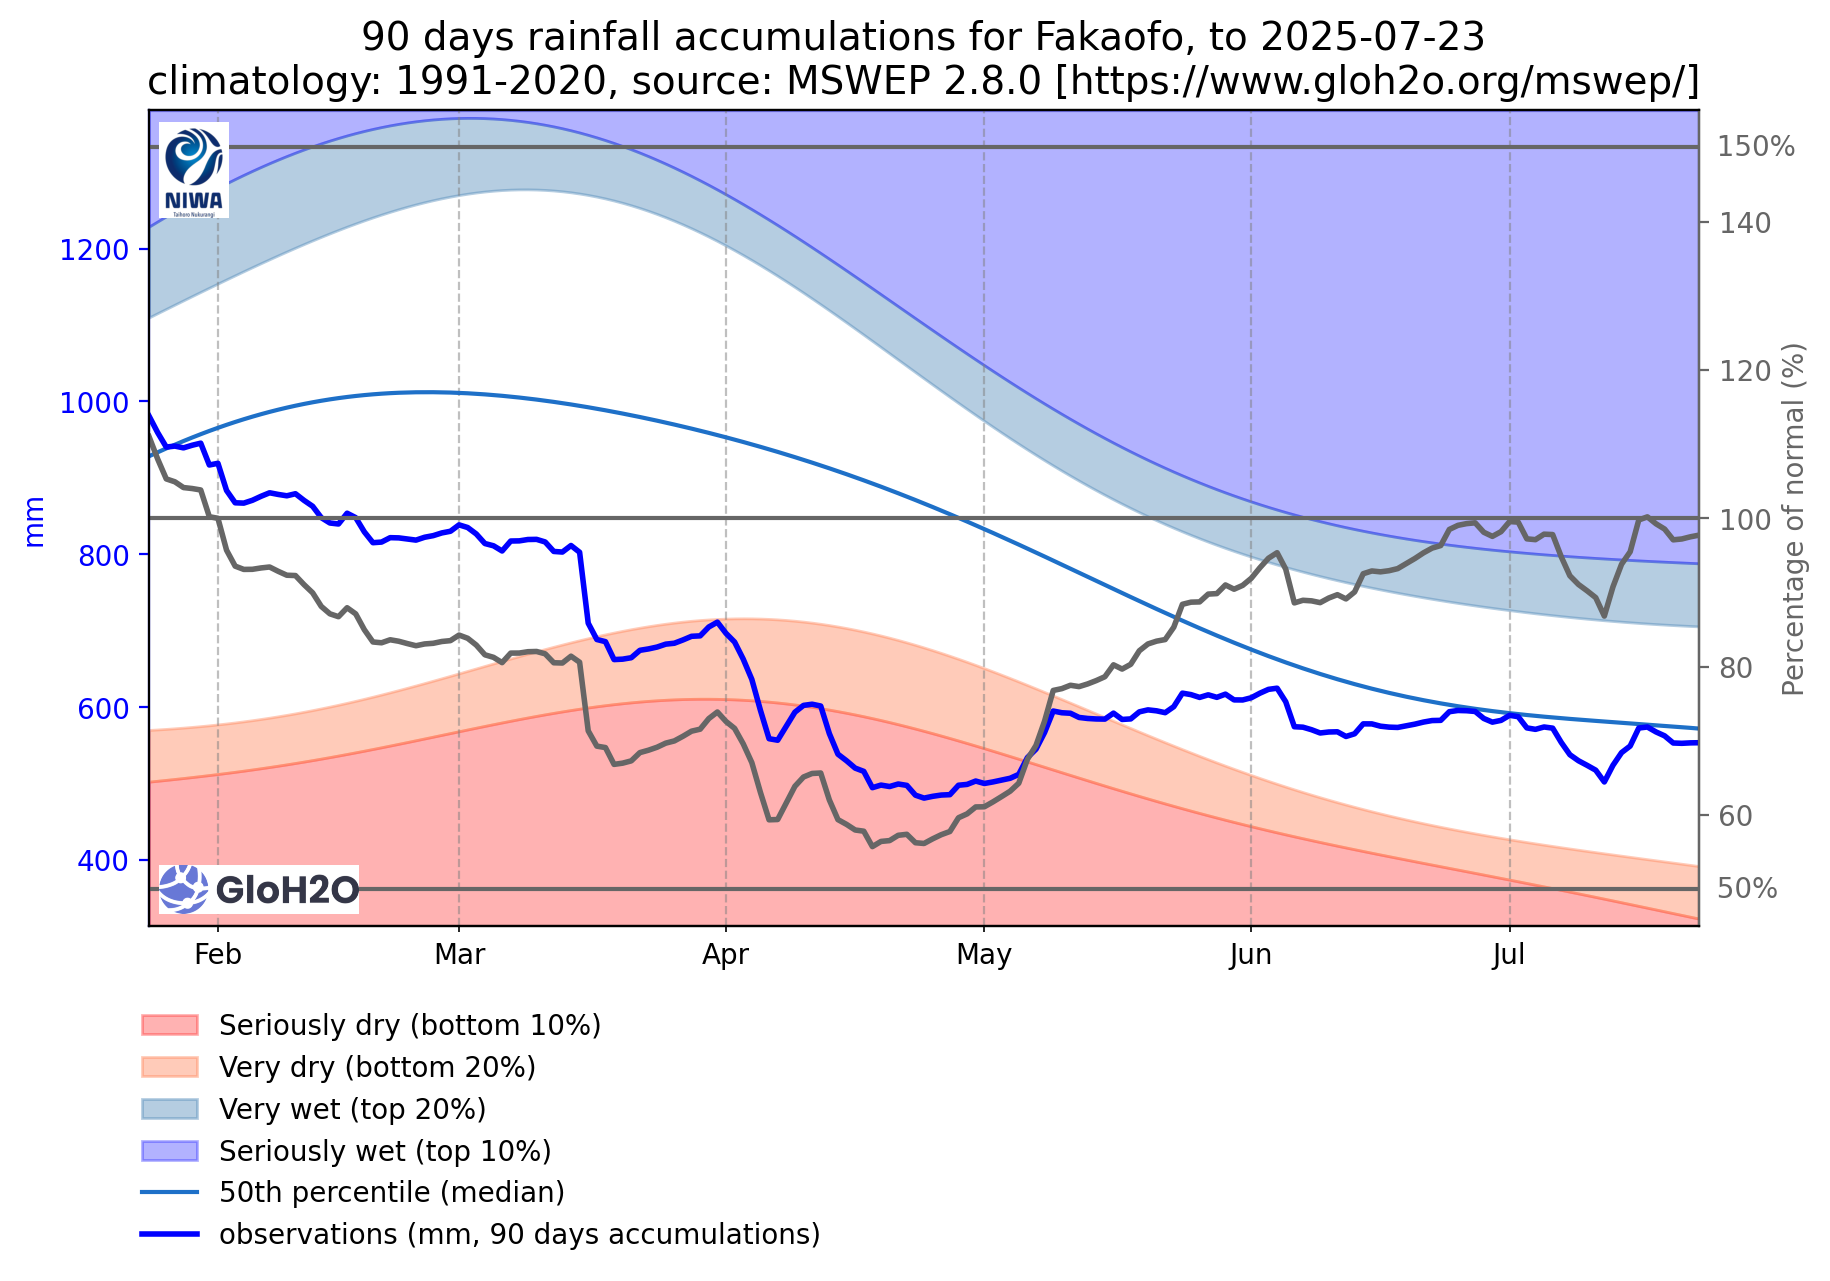 90 days rainfall accumulations for Fakaofo, to 2025-07-23
climatology: 1991-2020, source: MSWEP 2.8.0 [https://www.gloh2o.org/mswep/]
NIWA
Taihoro Nukurangi
150%
140
1200
120
1000
Percentage of normal (%)
mm
100
800
80
600
60
400
GloH2O
50%
Feb
Mar
Apr
May
Jun
Jul
Seriously dry (bottom 10%)
Very dry (bottom 20%)
Very wet (top 20%)
Seriously wet (top 10%)
50th percentile (median)
observations (mm, 90 days accumulations)